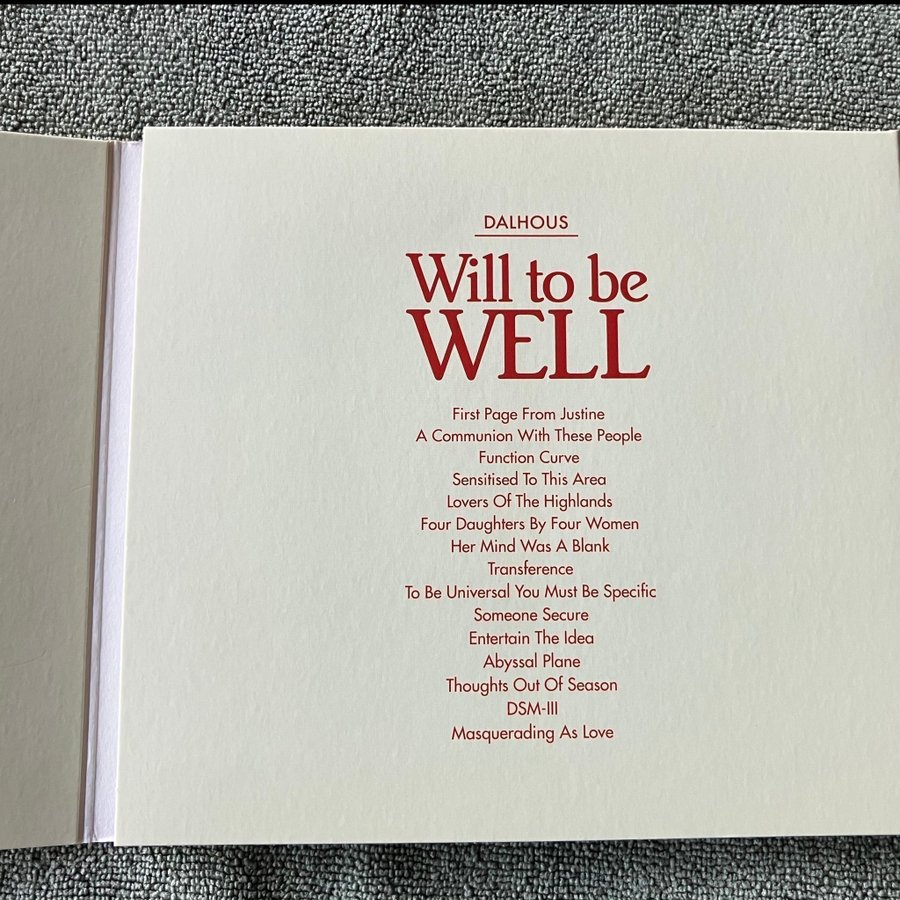 DALHOUS
Will to be
WELL
First Page From Justine
A Communion With These People
Function Curve
Sensitised To This Area
Lovers Of The Highlands
Four Daughters By Four Women
Her Mind Was A Blank
Transference
To Be Universal You Must Be Specific
Someone Secure
Entertain The Idea
Abyssal Plane
Thoughts Out Of Season
DSM-III
Masquerading As Love